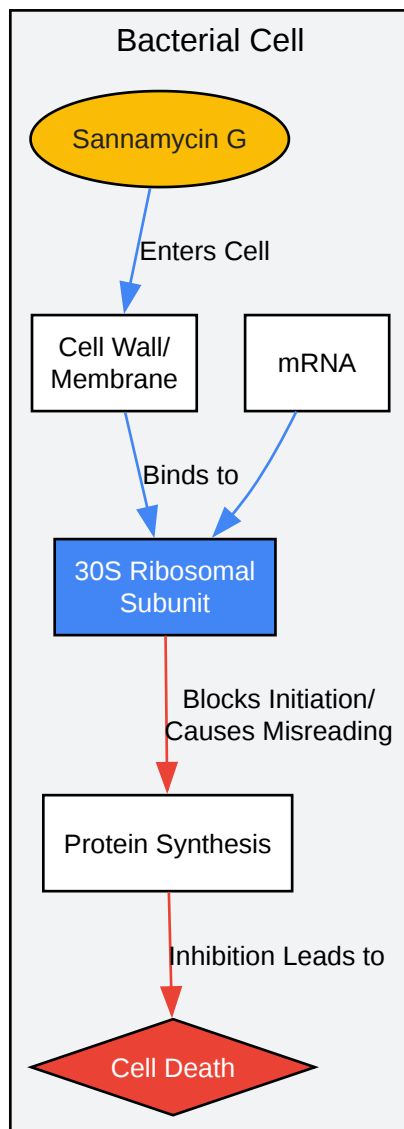 Bacterial Cell
Sannamycin G
Enters Cell
Cell Wall/
Membrane
mRNA
Binds to
30S Ribosomal
Subunit
Blocks Initiation/
Causes Misreading
Protein Synthesis
Inhibition Leads to
Cell Death